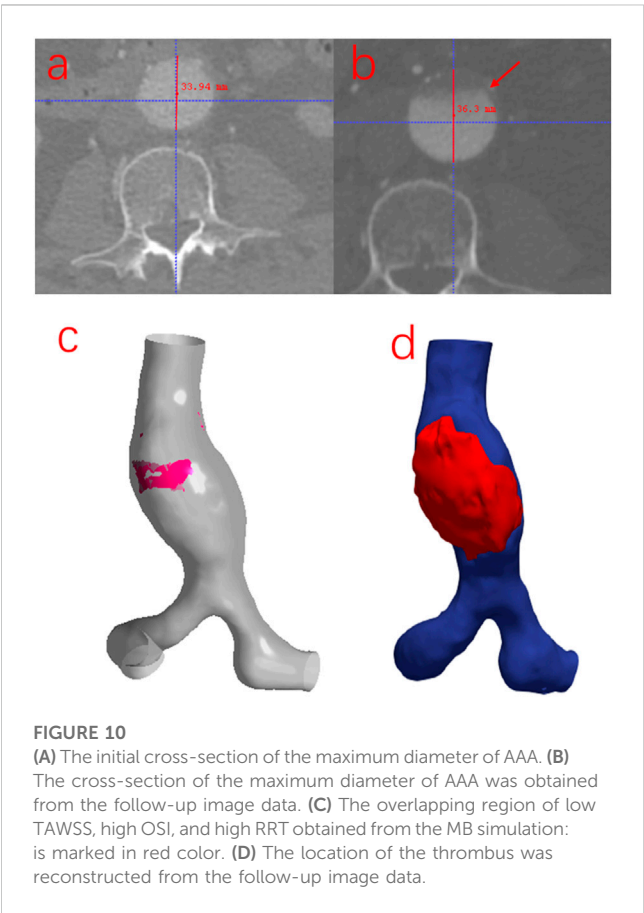 a
b
33.94 mm
36.3 mm
c
d
FIGURE 10
(A) The initial cross-section of the maximum diameter of AAA. (B)
The cross-section of the maximum diameter of AAA was obtained
from the follow-up image data. (C) The overlapping region of low
TAWSS, high OSI, and high RRT obtained from the MB simulation:
is marked in red color. (D) The location of the thrombus was
reconstructed from the follow-up image data.